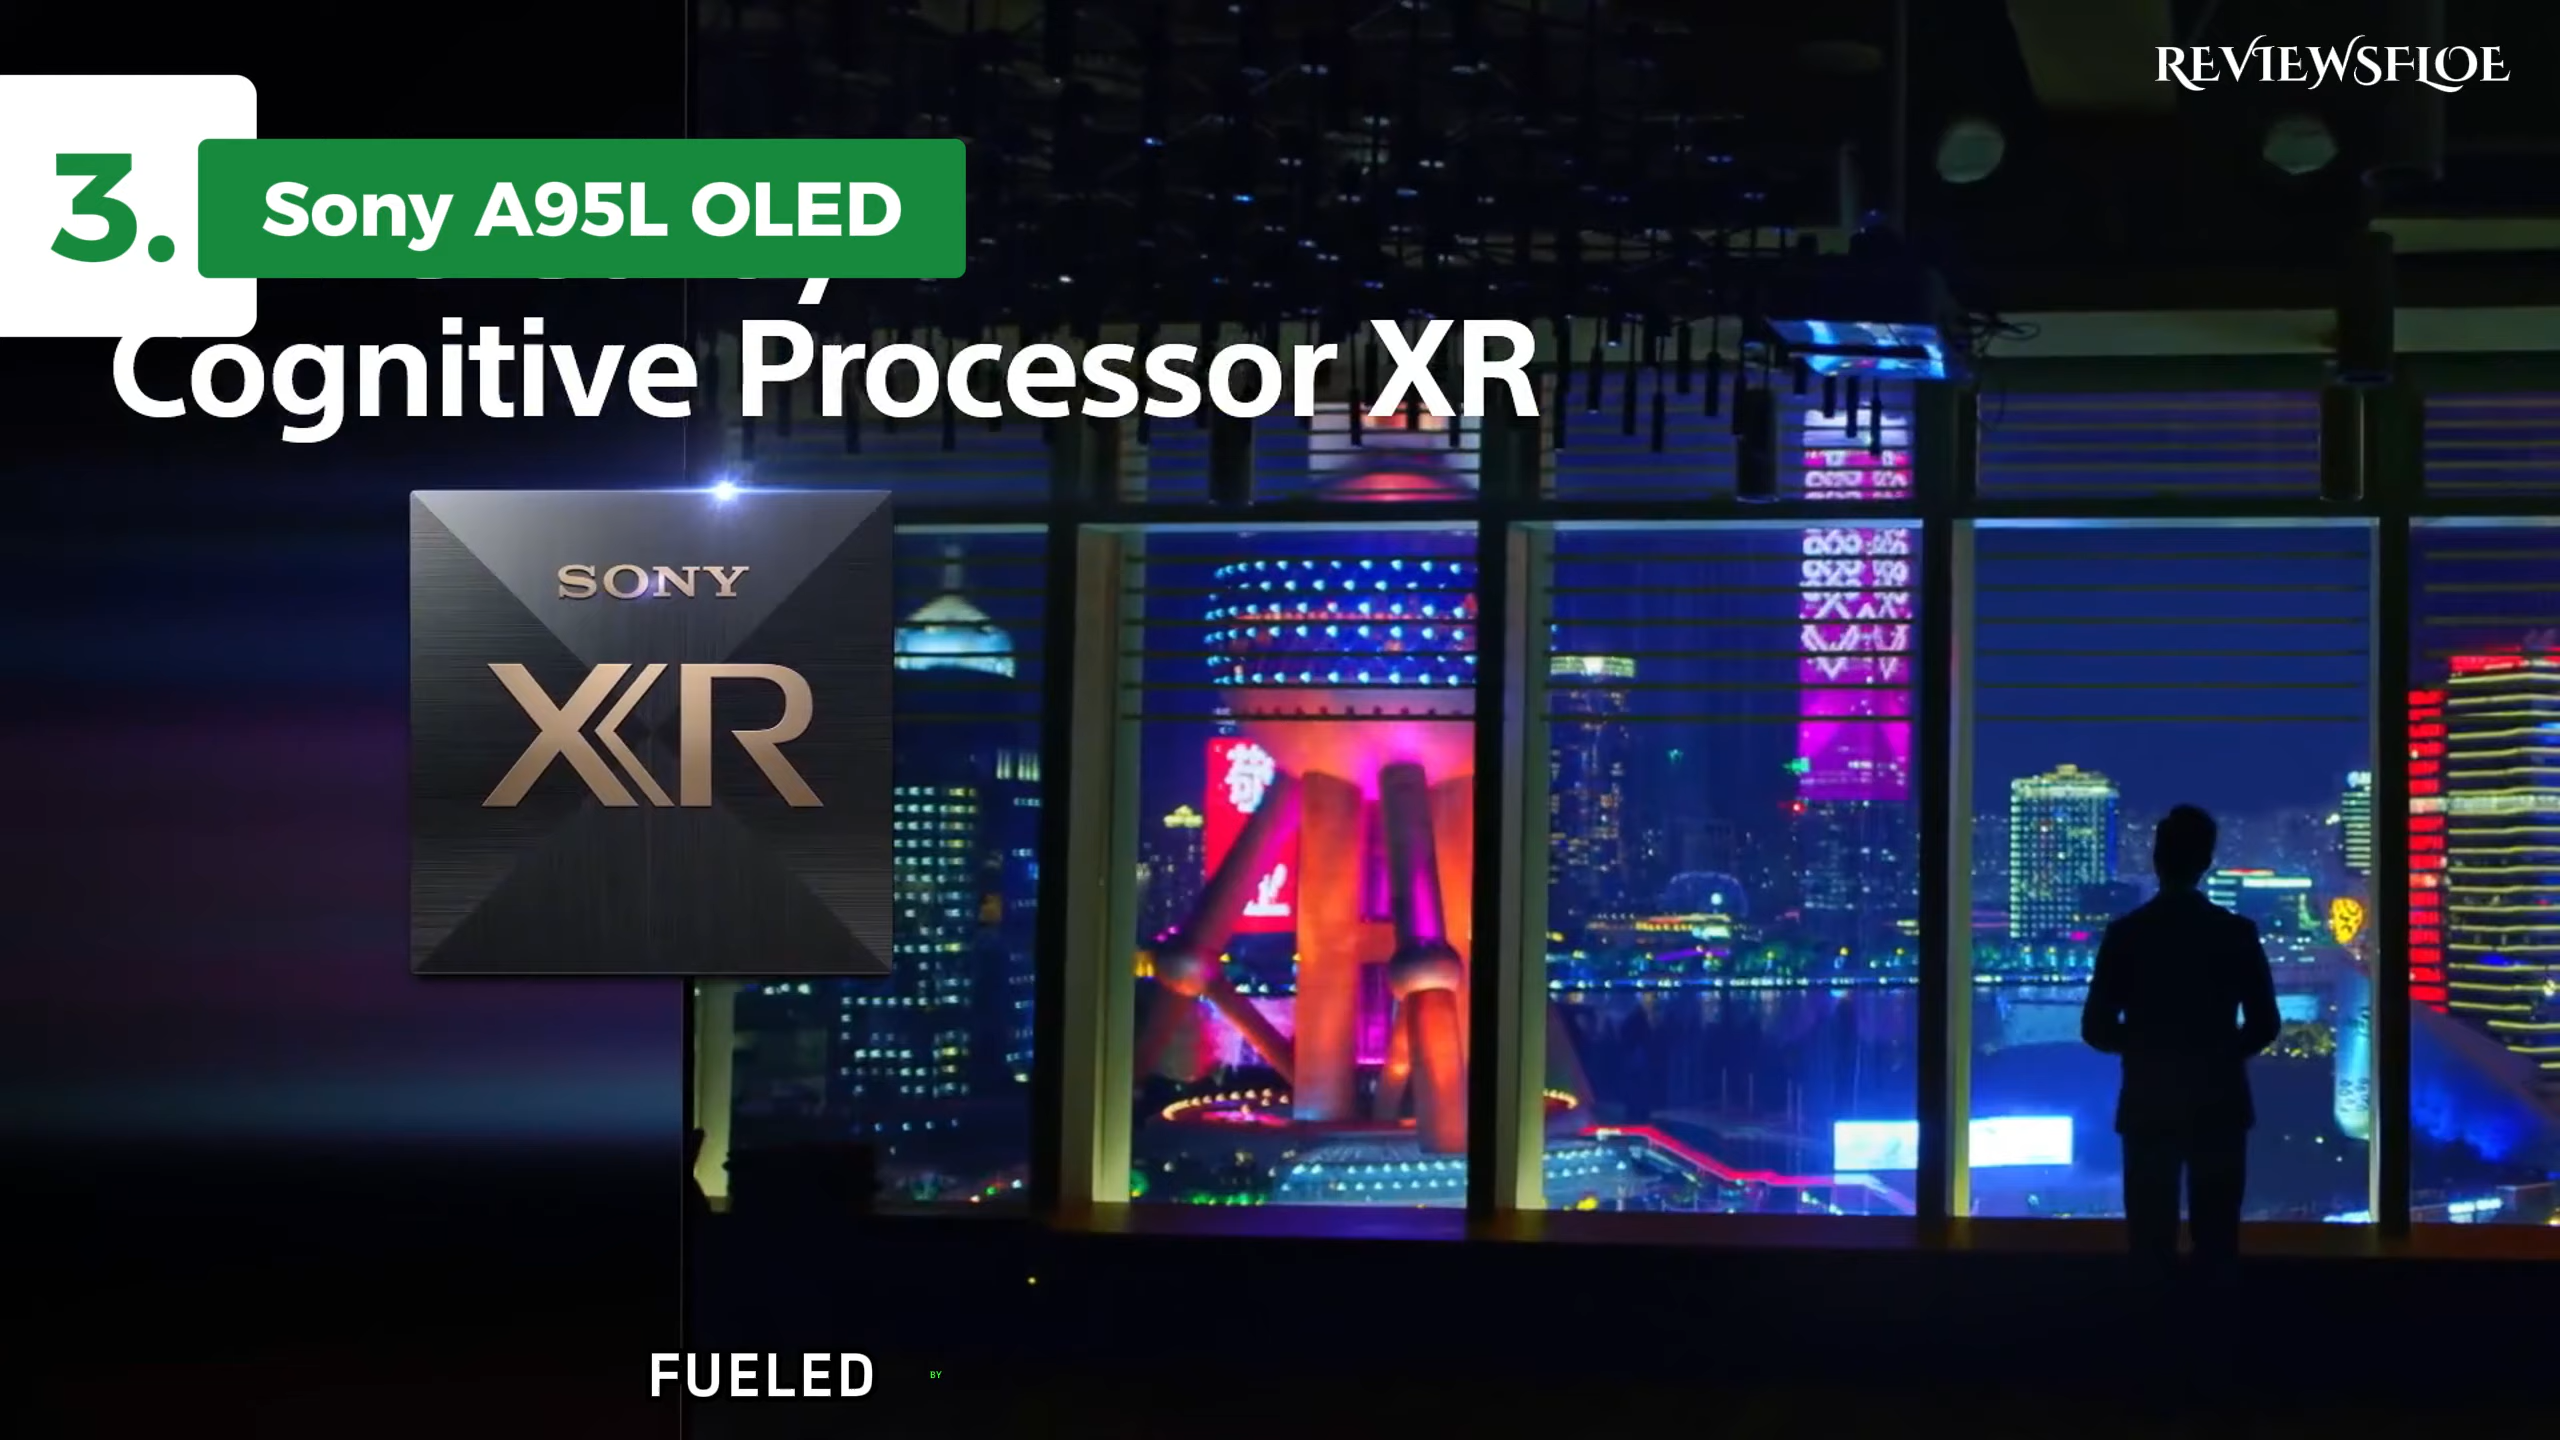 REVIEWSFLOE
3.
Sony A95L OLED
Cognitive Processor XR
SONY
XR
FUELED BY